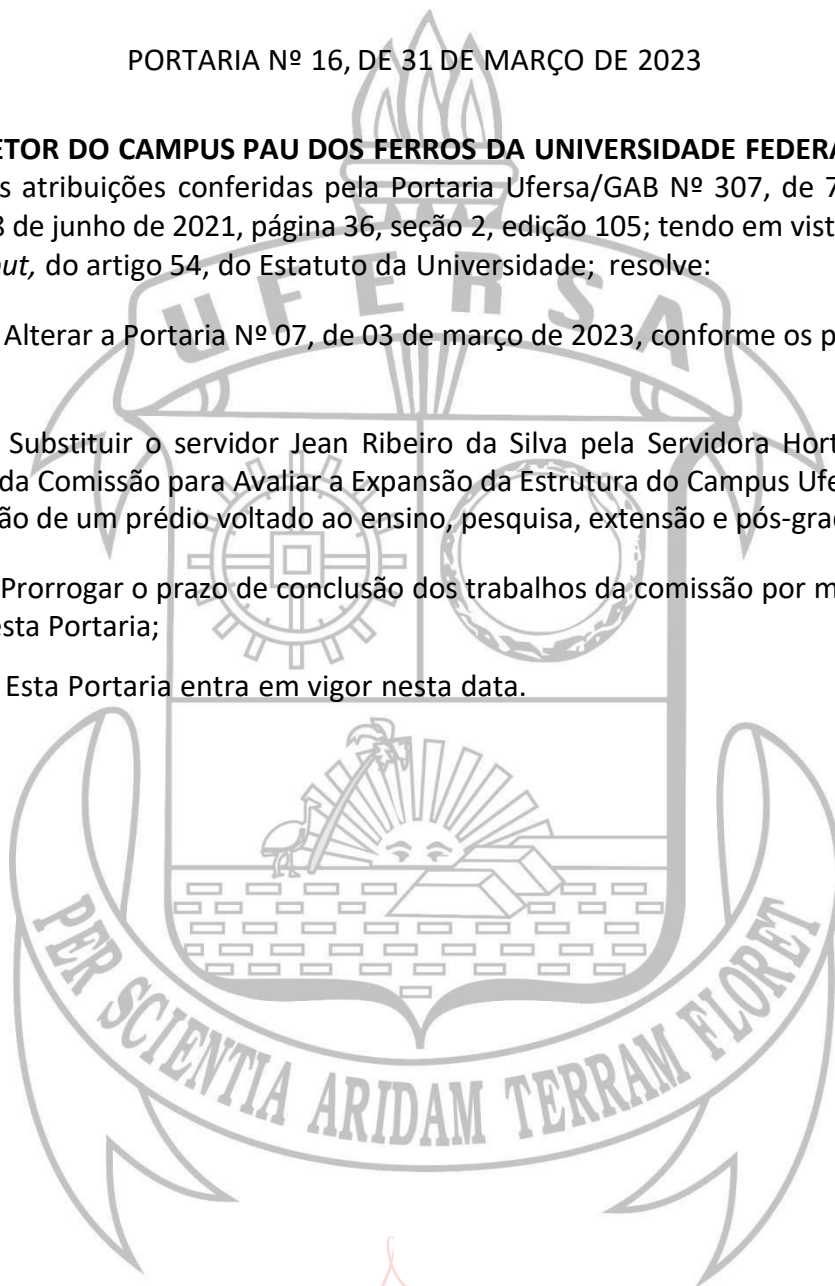 PORTARIA Nº 16, DE 31 DE MARÇO DE 2023
ETOR DO CAMPUS PAU DOS FERROS DA UNIVERSIDADE FEDERA
s atribuições conferidas pela Portaria Ufersa/GAB Nº 307, de 7
8 de junho de 2021, página 36, seção 2, edição 105; tendo em vist
put, do artigo 54, do Estatuto da Universidade; resolve:
UFERSA
Alterar a Portaria Nº 07, de 03 de março de 2023, conforme os p
Substituir o servidor Jean Ribeiro da Silva pela Servidora Hort
da Comissão para Avaliar a Expansão da Estrutura do Campus Ufe
ão de um prédio voltado ao ensino, pesquisa, extensão e pós-grad
Prorrogar o prazo de conclusão dos trabalhos da comissão por m
esta Portaria;
Esta Portaria entra em vigor nesta data.
PER SCIENTIA ARIDAM TERRAM FLORET